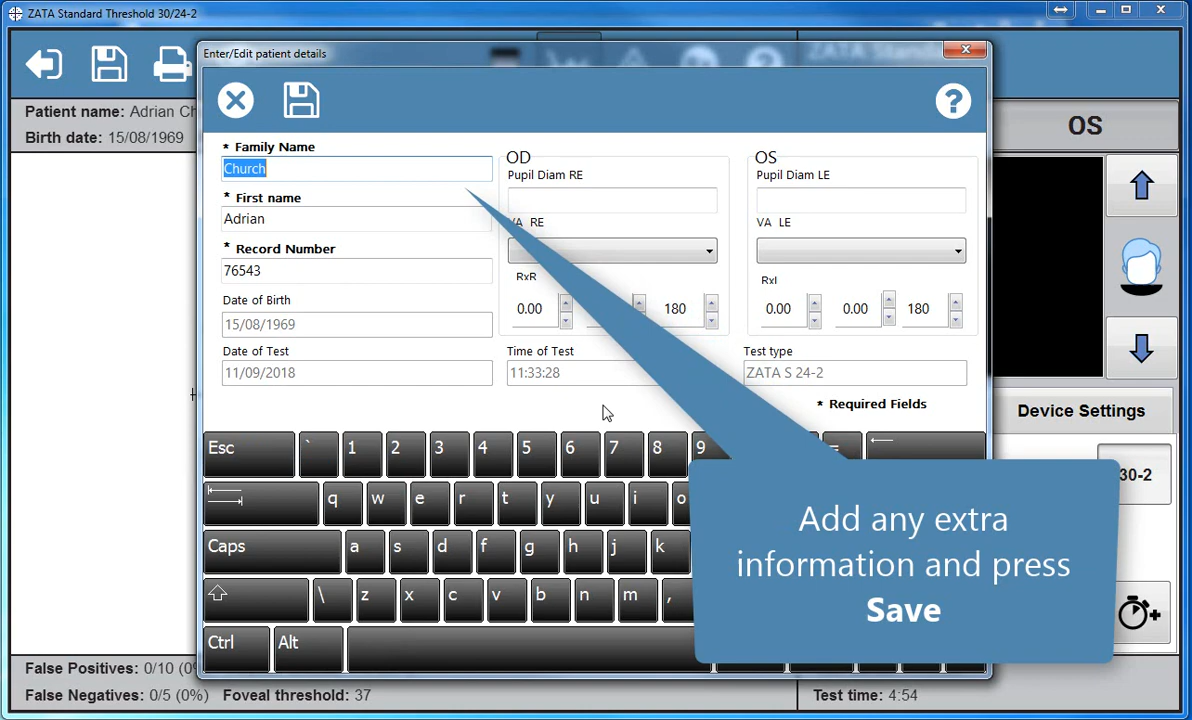 ZATA Standard Threshold 30/24-2
Enter/Edit patient details
ZATA Standard
Patient name: Adrian Ch
Birth date: 15/08/1969
OS
* Family Name
Church
* First name
Adrian
* Record Number
76543
Date of Birth
15/08/1969
Date of Test
11/09/2018
OD
Pupil Diam RE
VA RE
RxR
0.00
180
OS
Pupil Diam LE
VA LE
RxL
0.00 0.00 180
Time of Test
11:33:28
Test type
ZATA S 24-2
* Required Fields
Device Settings
30-2
Esc ` 1 2 3 4 5 6 7 8 9 =
q w e r t y u i o
Caps a s d f g h j k
\ z x c v b n m ,
Ctrl Alt
Add any extra
information and press
Save
False Positives: 0/10 (0%
False Negatives: 0/5 (0%) Foveal threshold: 37
Test time: 4:54